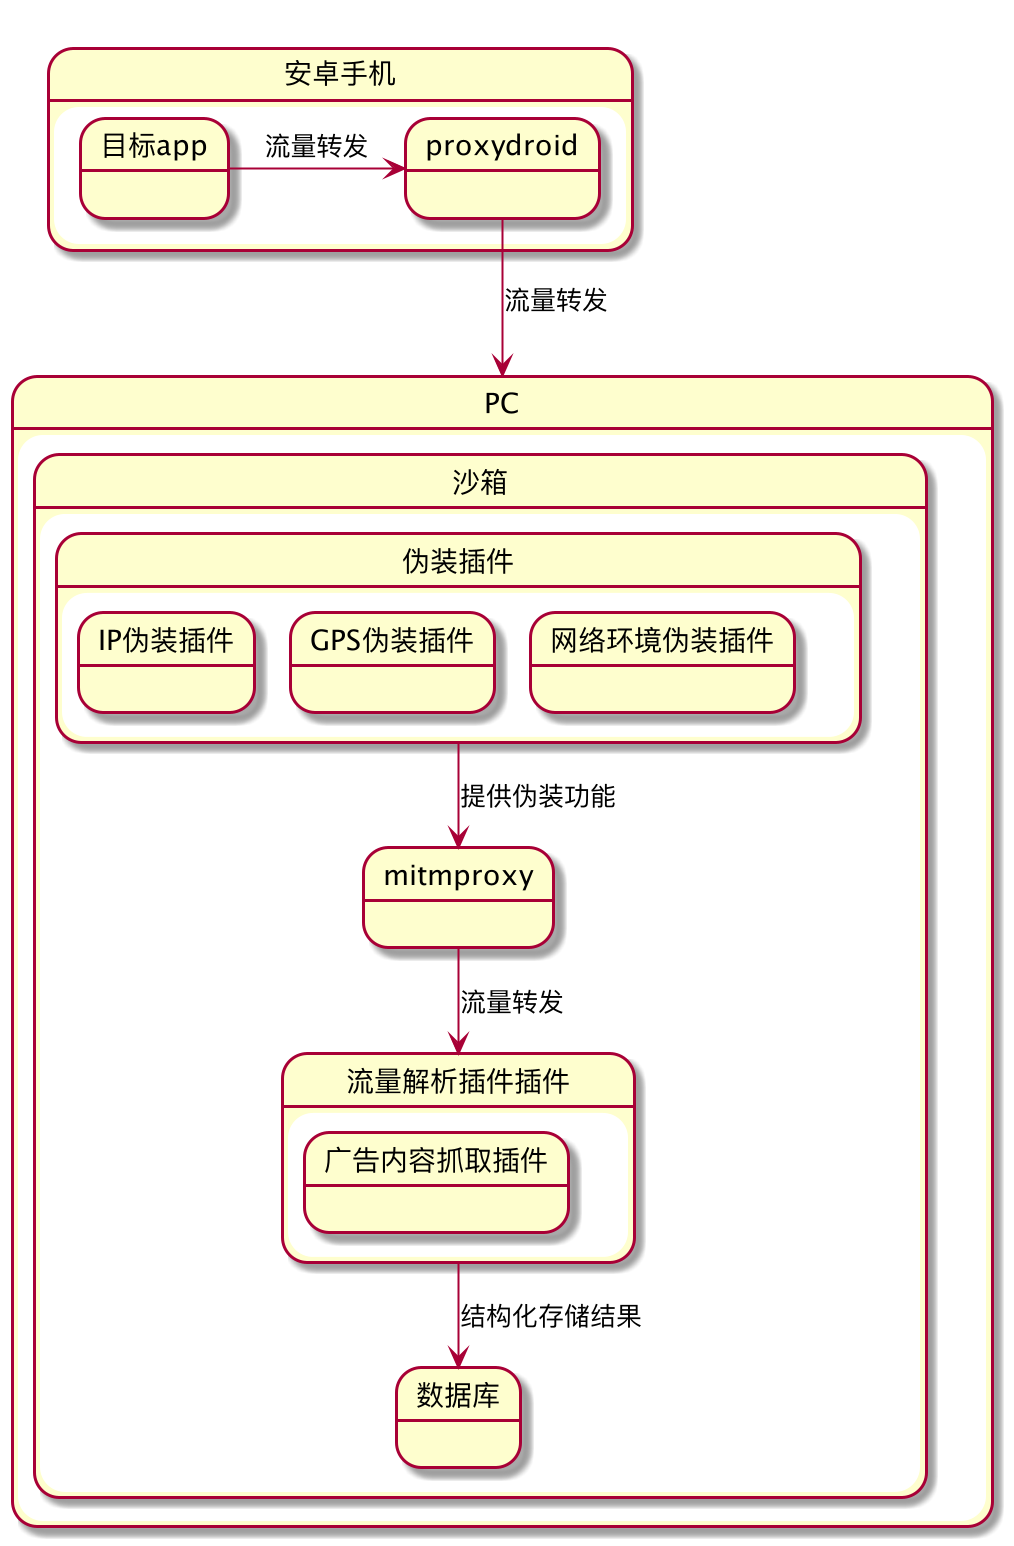 安卓手机
目标app
流量转发
proxydroid
流量转发
PC
沙箱
伪装插件
IP伪装插件
GPS伪装插件
网络环境伪装插件
提供伪装功能
mitmproxy
流量转发
流量解析插件插件
广告内容抓取插件
结构化存储结果
数据库